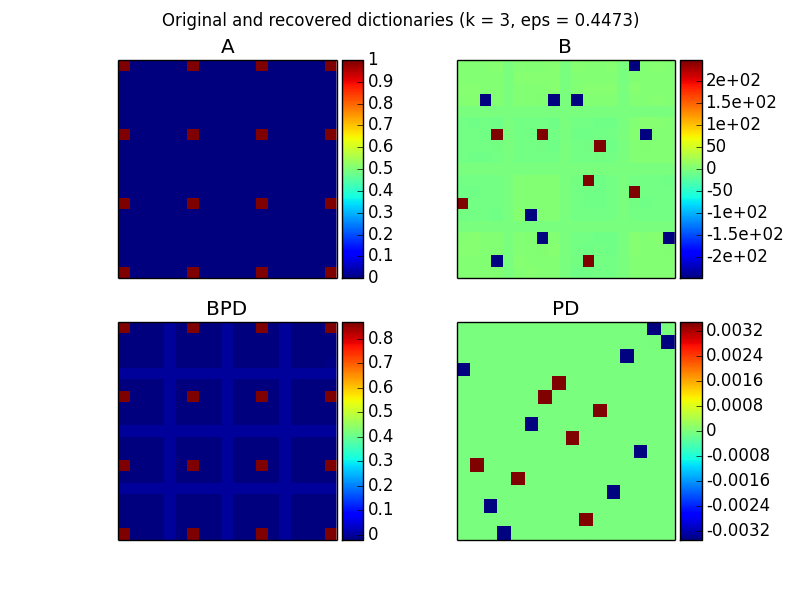 Original and recovered dictionaries (k = 3, eps = 0.4473)
A
1
0.9
0.8
0.7
0.6
0.5
0.4
0.3
0.2
0.1
0
B
2e+02
1.5e+02
1e+02
50
0
-50
-1e+02
-1.5e+02
-2e+02
BPD
0.8
0.7
0.6
0.5
0.4
0.3
0.2
0.1
0
PD
0.0032
0.0024
0.0016
0.0008
0
-0.0008
-0.0016
-0.0024
-0.0032